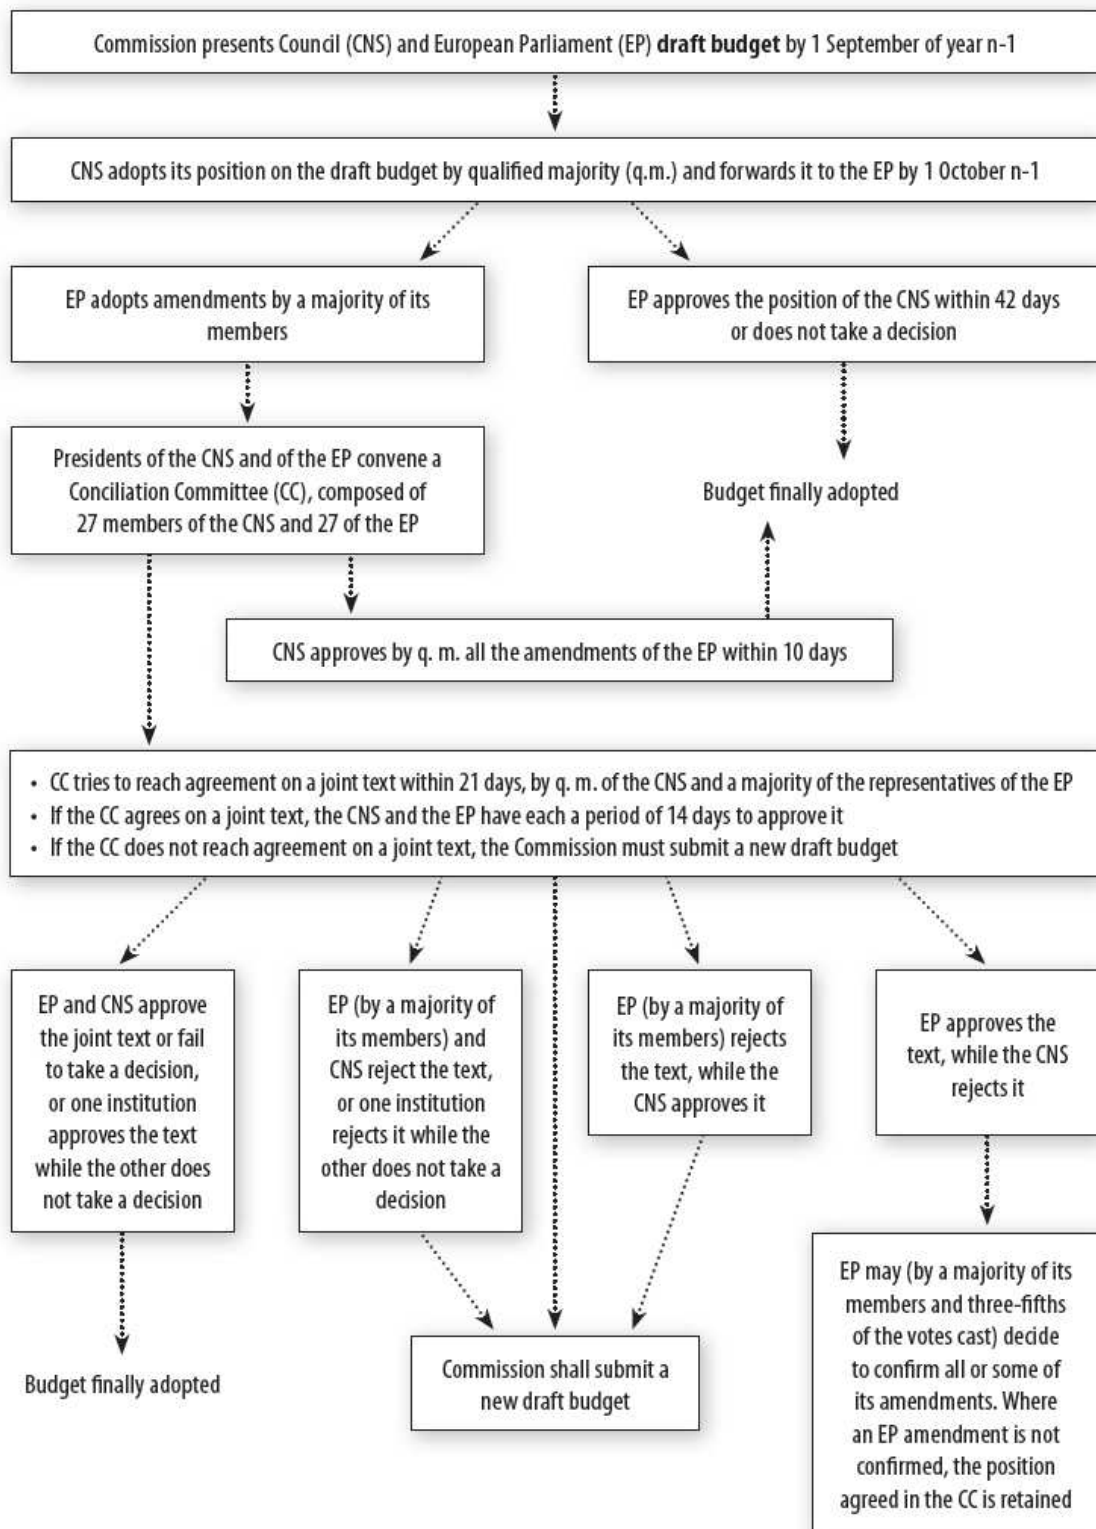 Commission presents Council (CNS) and European Parliament (EP) draft budget by 1 September of year n-1
CNS adopts its position on the draft budget by qualified majority (q.m.) and forwards it to the EP by 1 October n-1
EP adopts amendments by a majority of its
members
EP approves the position of the CNS within 42 days
or does not take a decision
Presidents of the CNS and of the EP convene a
Conciliation Committee (CC), composed of
27 members of the CNS and 27 of the EP
Budget finally adopted
CNS approves by q. m. all the amendments of the EP within 10 days
• CC tries to reach agreement on a joint text within 21 days, by q. m. of the CNS and a majority of the representatives of the EP
• If the CC agrees on a joint text, the CNS and the EP have each a period of 14 days to approve it
• If the CC does not reach agreement on a joint text, the Commission must submit a new draft budget
EP and CNS approve
the joint text or fail
to take a decision,
or one institution
approves the text
while the other does
not take a decision
EP (by a majority of
its members) and
CNS reject the text,
or one institution
rejects it while the
other does not take a
decision
EP (by a majority of
its members) rejects
the text, while the
CNS approves it
EP approves the
text, while the CNS
rejects it
Budget finally adopted
Commission shall submit a
new draft budget
EP may (by a majority of its
members and three-fifths
of the votes cast) decide
to confirm all or some of
its amendments. Where
an EP amendment is not
confirmed, the position
agreed in the CC is retained